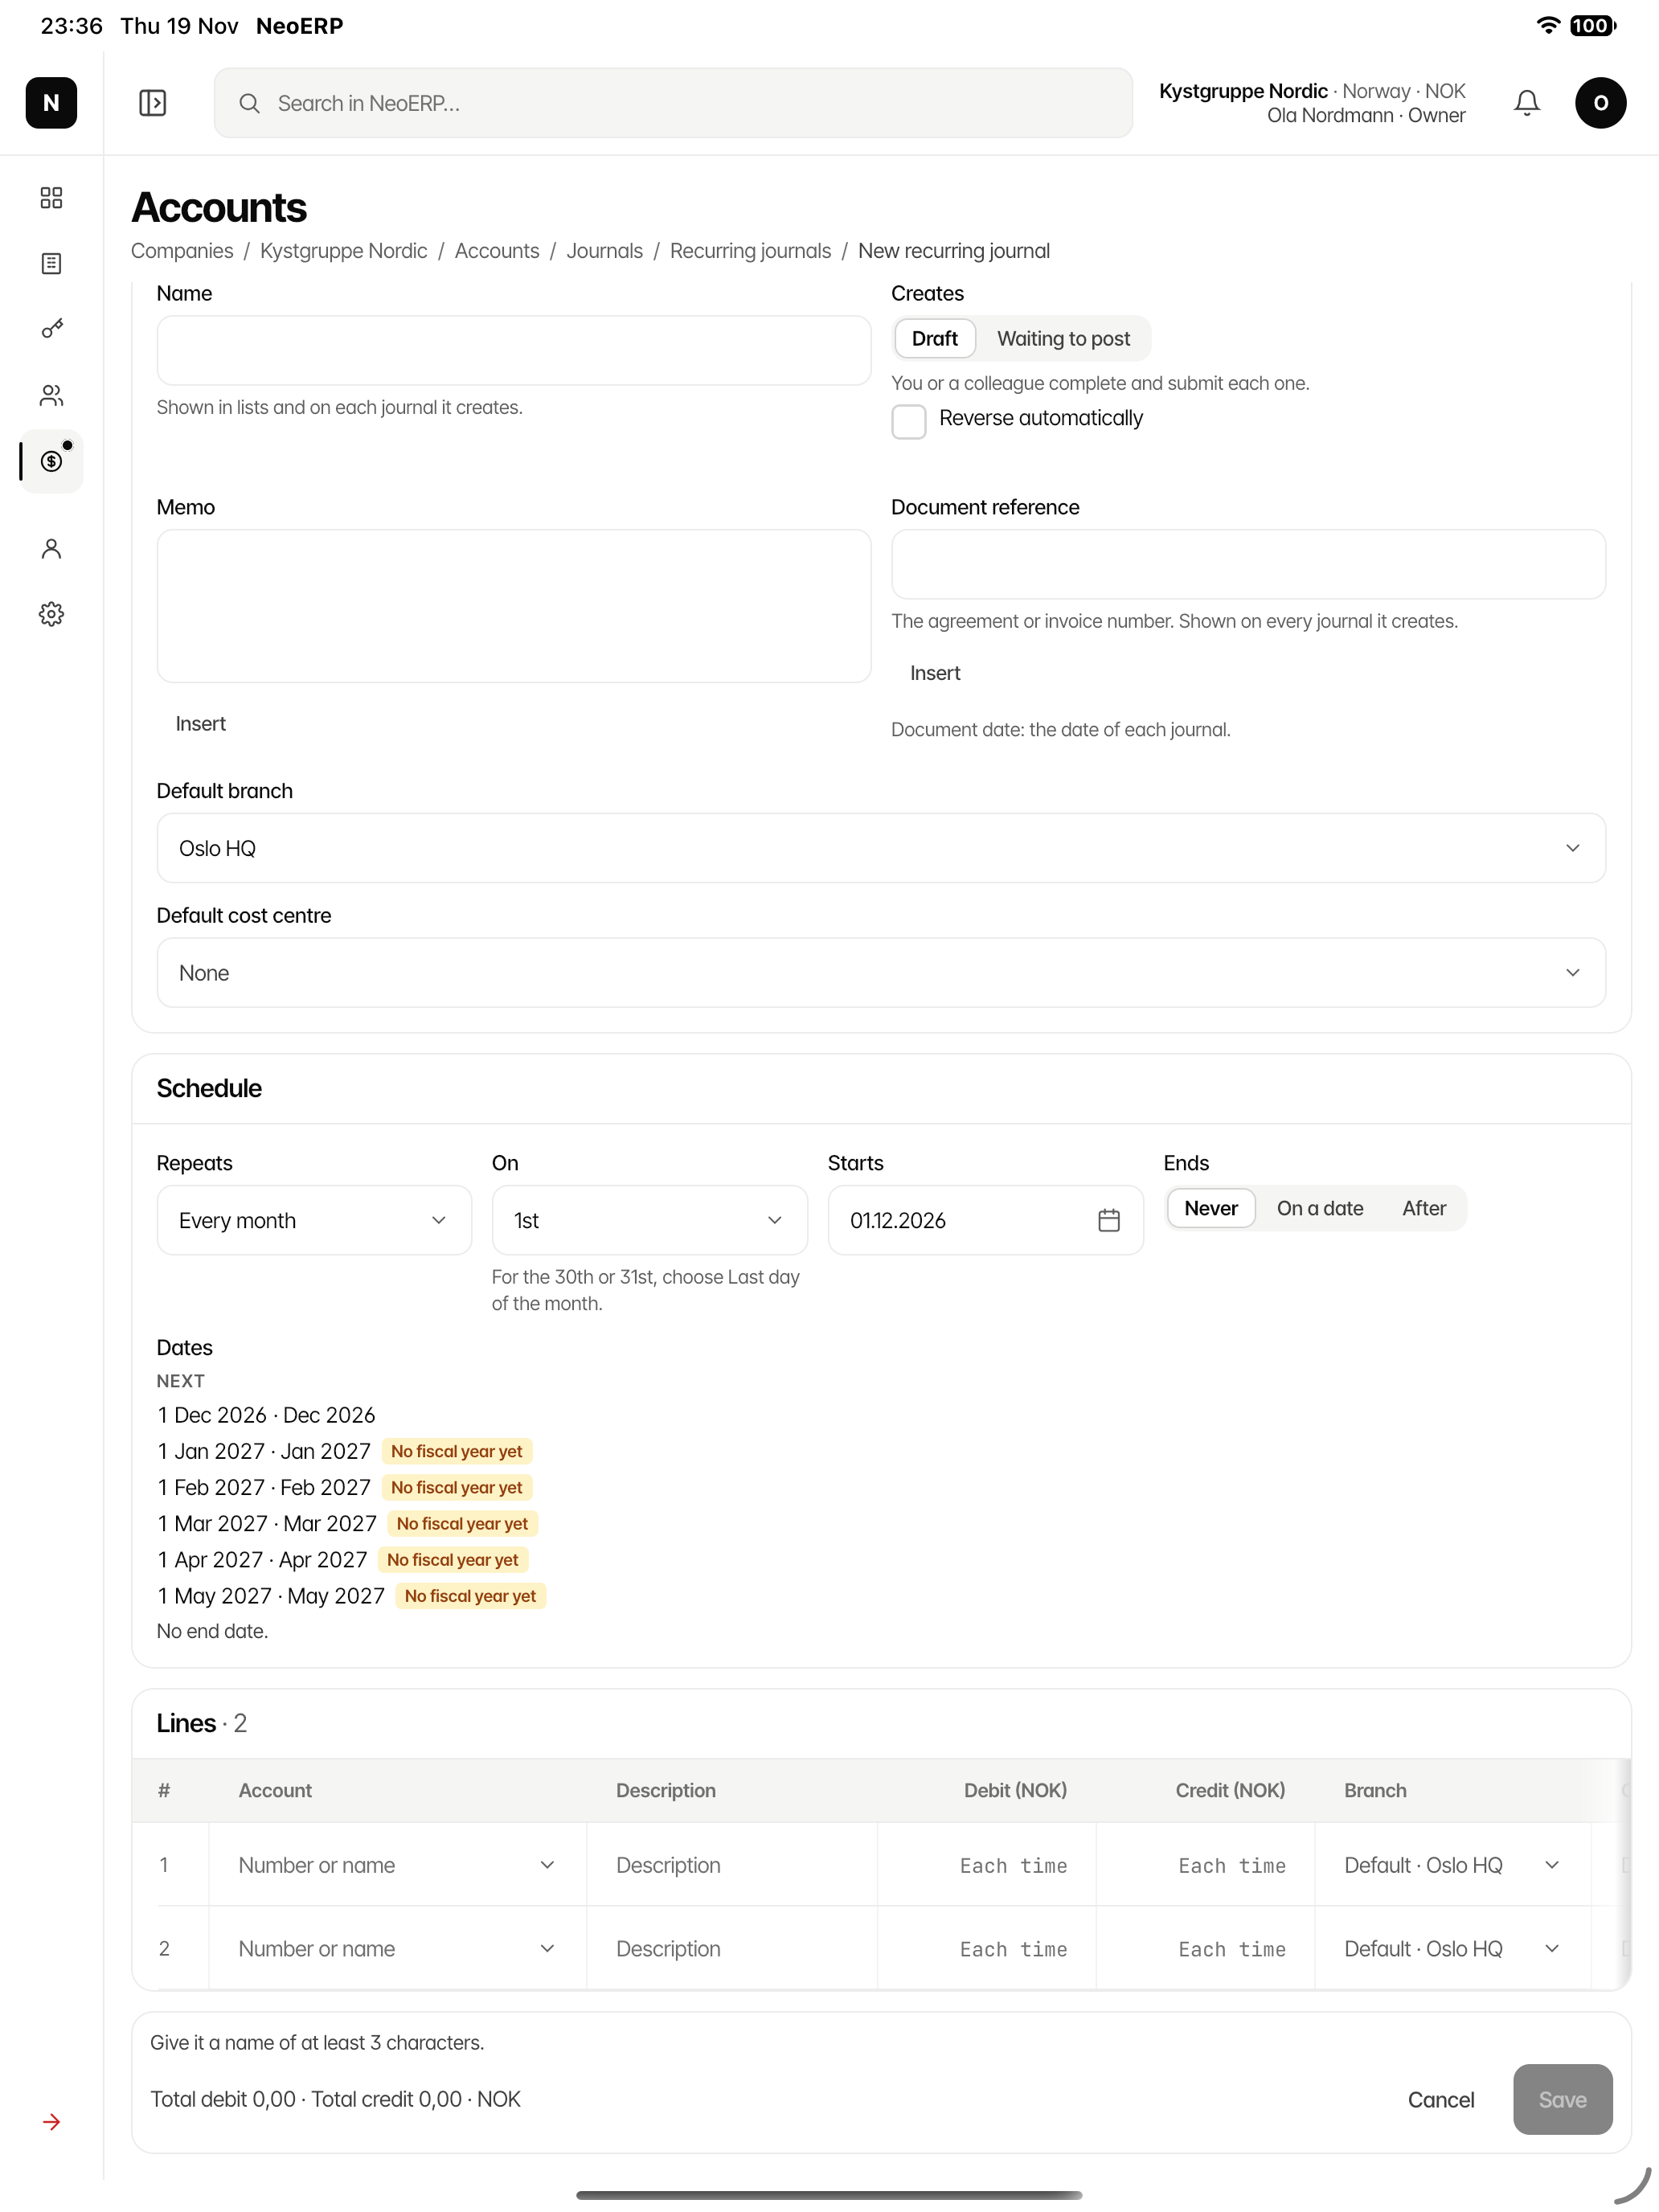 23:36 Thu 19 Nov NeoERP
100
N
Search in NeoERP...
Kystgruppe Nordic · Norway · NOK
Ola Nordmann · Owner
O
Accounts
Companies / Kystgruppe Nordic / Accounts / Journals / Recurring journals / New recurring journal
Name
Shown in lists and on each journal it creates.
Creates
Draft Waiting to post
You or a colleague complete and submit each one.
Reverse automatically
Memo
Insert
Document reference
The agreement or invoice number. Shown on every journal it creates.
Insert
Document date: the date of each journal.
Default branch
Oslo HQ
Default cost centre
None
Schedule
Repeats
Every month
On
1st
For the 30th or 31st, choose Last day
of the month.
Starts
01.12.2026
Ends
Never On a date After
Dates
NEXT
1 Dec 2026 · Dec 2026
1 Jan 2027 · Jan 2027 No fiscal year yet
1 Feb 2027 · Feb 2027 No fiscal year yet
1 Mar 2027 · Mar 2027 No fiscal year yet
1 Apr 2027 · Apr 2027 No fiscal year yet
1 May 2027 · May 2027 No fiscal year yet
No end date.
Lines · 2
# Account Description Debit (NOK) Credit (NOK) Branch
1 Number or name Description Each time Each time Default · Oslo HQ
2 Number or name Description Each time Each time Default · Oslo HQ
Give it a name of at least 3 characters.
Total debit 0,00 · Total credit 0,00 · NOK
Cancel Save